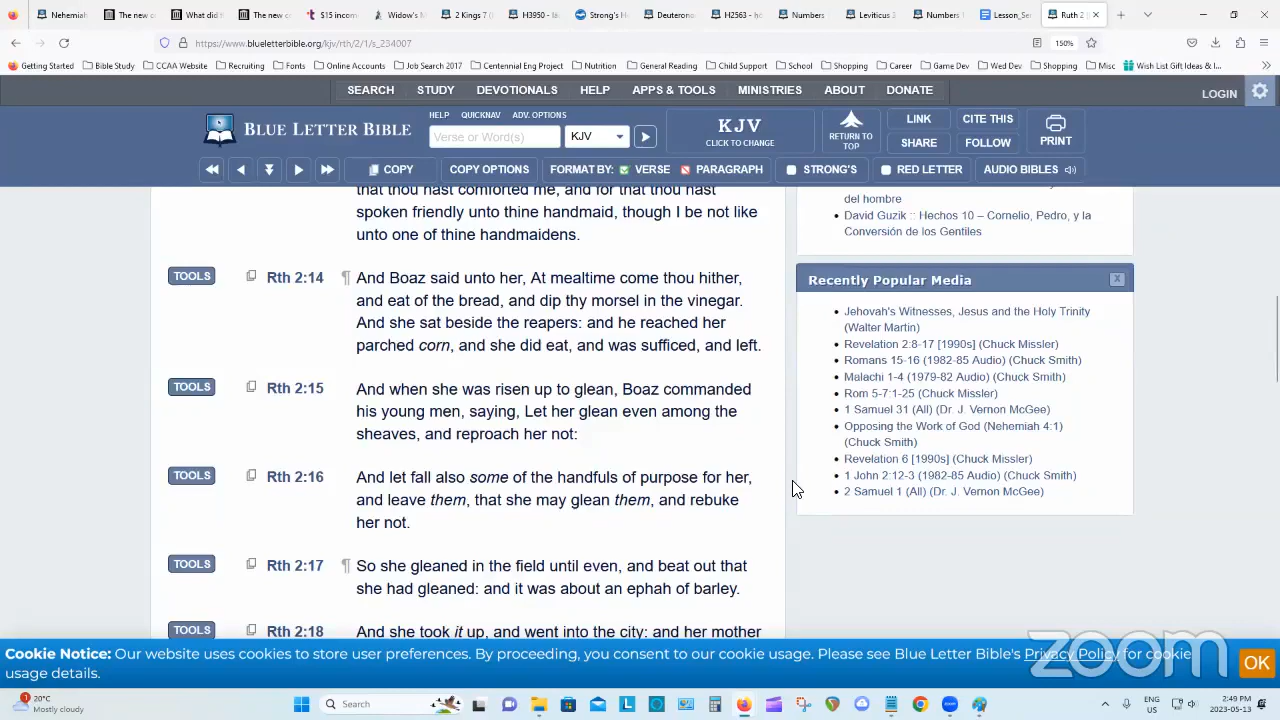 Nehemiah
The new c
What did t
The new c
$15 incom
Widow's M
2 Kings 7 (
H3950 - lạ
Strong's Ho
Deuterono
H2563 - ḥc
Numbers
Leviticus 2
Numbers 1
Lesson_Ser
Ruth 2 (
https://www.blueletterbible.org/kjv/rth/2/1/s_234007
150%
Getting Started
Bible Study
CCAA Website
Recruiting
Fonts
Online Accounts
Job Search 2017
Centennial Eng Project
Nutrition
General Reading
Child Support
School
Shopping
Career
Game Dev
Wed Dev
Shopping
Misc
Wish List Gift Ideas & I...
SEARCH STUDY DEVOTIONALS HELP APPS & TOOLS MINISTRIES ABOUT DONATE
LOGIN
BLUE LETTER BIBLE
HELP QUICKNAV ADV. OPTIONS
Verse or Word(s)
KJV
KJV
CLICK TO CHANGE
RETURN TO
TOP
LINK
CITE THIS
SHARE
FOLLOW
PRINT
COPY
COPY OPTIONS
FORMAT BY: VERSE PARAGRAPH
STRONG'S
RED LETTER
AUDIO BIBLES
that thou hast comforted me, and for that thou hast
spoken friendly unto thine handmaid, though I be not like
unto one of thine handmaidens.
TOOLS
Rth 2:14
¶ And Boaz said unto her, At mealtime come thou hither,
and eat of the bread, and dip thy morsel in the vinegar.
And she sat beside the reapers: and he reached her
parched corn, and she did eat, and was sufficed, and left.
TOOLS
Rth 2:15
And when she was risen up to glean, Boaz commanded
his young men, saying, Let her glean even among the
sheaves, and reproach her not:
TOOLS
Rth 2:16
And let fall also some of the handfuls of purpose for her,
and leave them, that she may glean them, and rebuke
her not.
TOOLS
Rth 2:17
¶ So she gleaned in the field until even, and beat out that
she had gleaned: and it was about an ephah of barley.
TOOLS
Rth 2:18
And she took it up, and went into the city: and her mother
del hombre
David Guzik :: Hechos 10 – Cornelio, Pedro, y la
Conversión de los Gentiles
Recently Popular Media
Jehovah's Witnesses, Jesus and the Holy Trinity
(Walter Martin)
Revelation 2:8-17 [1990s] (Chuck Missler)
Romans 15-16 (1982-85 Audio) (Chuck Smith)
Malachi 1-4 (1979-82 Audio) (Chuck Smith)
Rom 5-7:1-25 (Chuck Missler)
1 Samuel 31 (All) (Dr. J. Vernon McGee)
Opposing the Work of God (Nehemiah 4:1)
(Chuck Smith)
Revelation 6 [1990s] (Chuck Missler)
1 John 2:12-3 (1982-85 Audio) (Chuck Smith)
2 Samuel 1 (All) (Dr. J. Vernon McGee)
Cookie Notice: Our website uses cookies to store user preferences. By proceeding, you consent to our cookie usage. Please see Blue Letter Bible's Privacy Policy for cookie
usage details.
OK
zoom
20°C
Mostly cloudy
Search
ENG
US
2:49 PM
2023-05-13